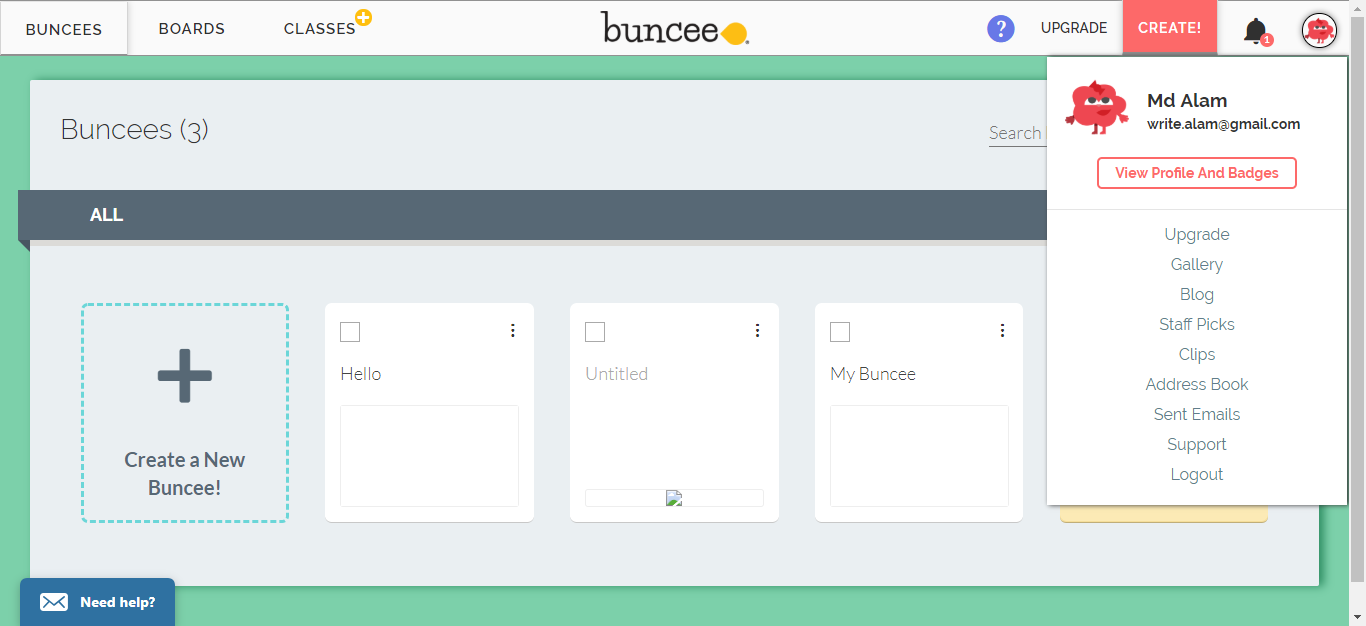 BUNCEES
BOARDS
CLASSES
buncee
?
UPGRADE
CREATE!
1
Md Alam
write.alam@gmail.com
View Profile And Badges
Upgrade
Gallery
Blog
Staff Picks
Clips
Address Book
Sent Emails
Support
Logout
Buncees (3)
Search
ALL
Create a New
Buncee!
Hello
Untitled
My Buncee
Need help?